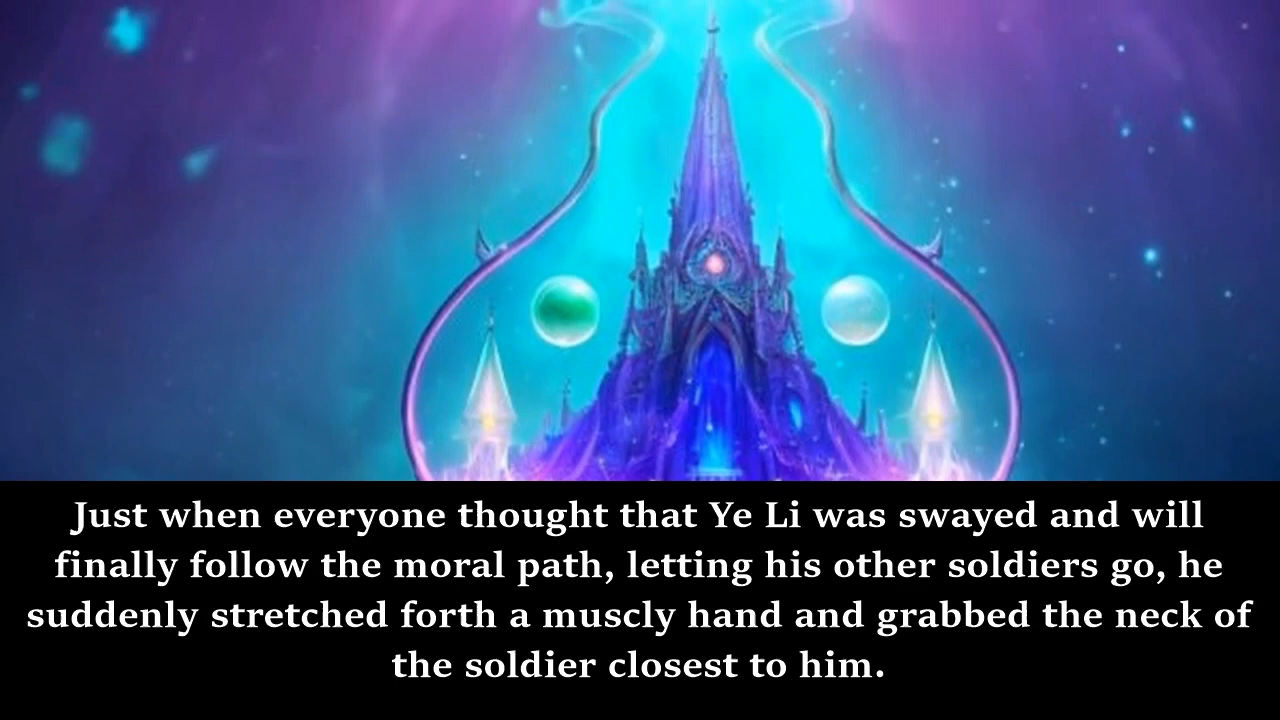 Just when everyone thought that Ye Li was swayed and will
finally follow the moral path, letting his other soldiers go, he
suddenly stretched forth a muscly hand and grabbed the neck of
the soldier closest to him.